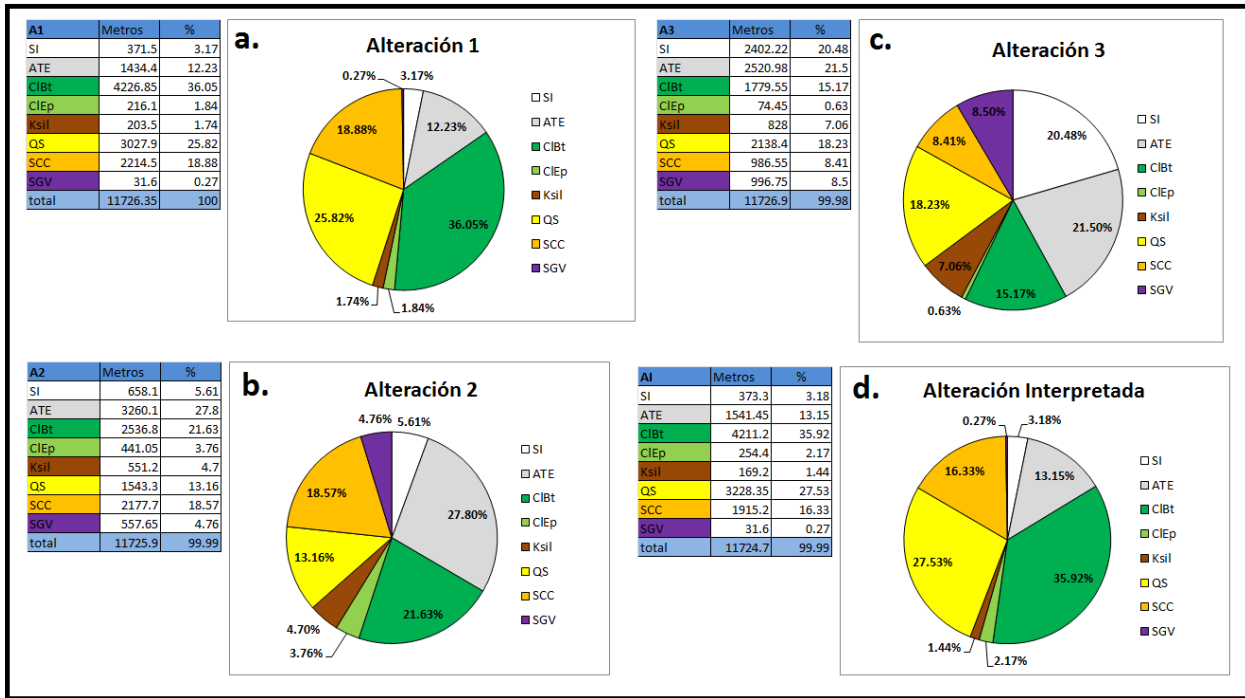 A1 Metros %
SI 371.5 3.17
ATE 1434.4 12.23
ClBt 4226.85 36.05
ClEp 216.1 1.84
Ksil 203.5 1.74
QS 3027.9 25.82
SCC 2214.5 18.88
SGV 31.6 0.27
total 11726.35 100
a.
Alteración 1
0.27%
3.17%
12.23%
36.05%
1.84%
1.74%
25.82%
18.88%
SI
ATE
ClBt
ClEp
Ksil
QS
SCC
SGV
A3 Metros %
SI 2402.22 20.48
ATE 2520.98 21.5
ClBt 1779.55 15.17
ClEp 74.45 0.63
Ksil 828 7.06
QS 2138.4 18.23
SCC 986.55 8.41
SGV 996.75 8.5
total 11726.9 99.98
c.
Alteración 3
8.50%
20.48%
21.50%
15.17%
0.63%
7.06%
18.23%
8.41%
SI
ATE
ClBt
ClEp
Ksil
QS
SCC
SGV
A2 Metros %
SI 658.1 5.61
ATE 3260.1 27.8
ClBt 2536.8 21.63
ClEp 441.05 3.76
Ksil 551.2 4.7
QS 1543.3 13.16
SCC 2177.7 18.57
SGV 557.65 4.76
total 11725.9 99.99
b.
Alteración 2
4.76%
5.61%
27.80%
21.63%
3.76%
4.70%
13.16%
18.57%
SI
ATE
ClBt
ClEp
Ksil
QS
SCC
SGV
AI Metros %
SI 373.3 3.18
ATE 1541.45 13.15
ClBt 4211.2 35.92
ClEp 254.4 2.17
Ksil 169.2 1.44
QS 3228.35 27.53
SCC 1915.2 16.33
SGV 31.6 0.27
total 11724.7 99.99
d.
Alteración Interpretada
0.27%
3.18%
13.15%
35.92%
2.17%
1.44%
27.53%
16.33%
SI
ATE
ClBt
ClEp
Ksil
QS
SCC
SGV